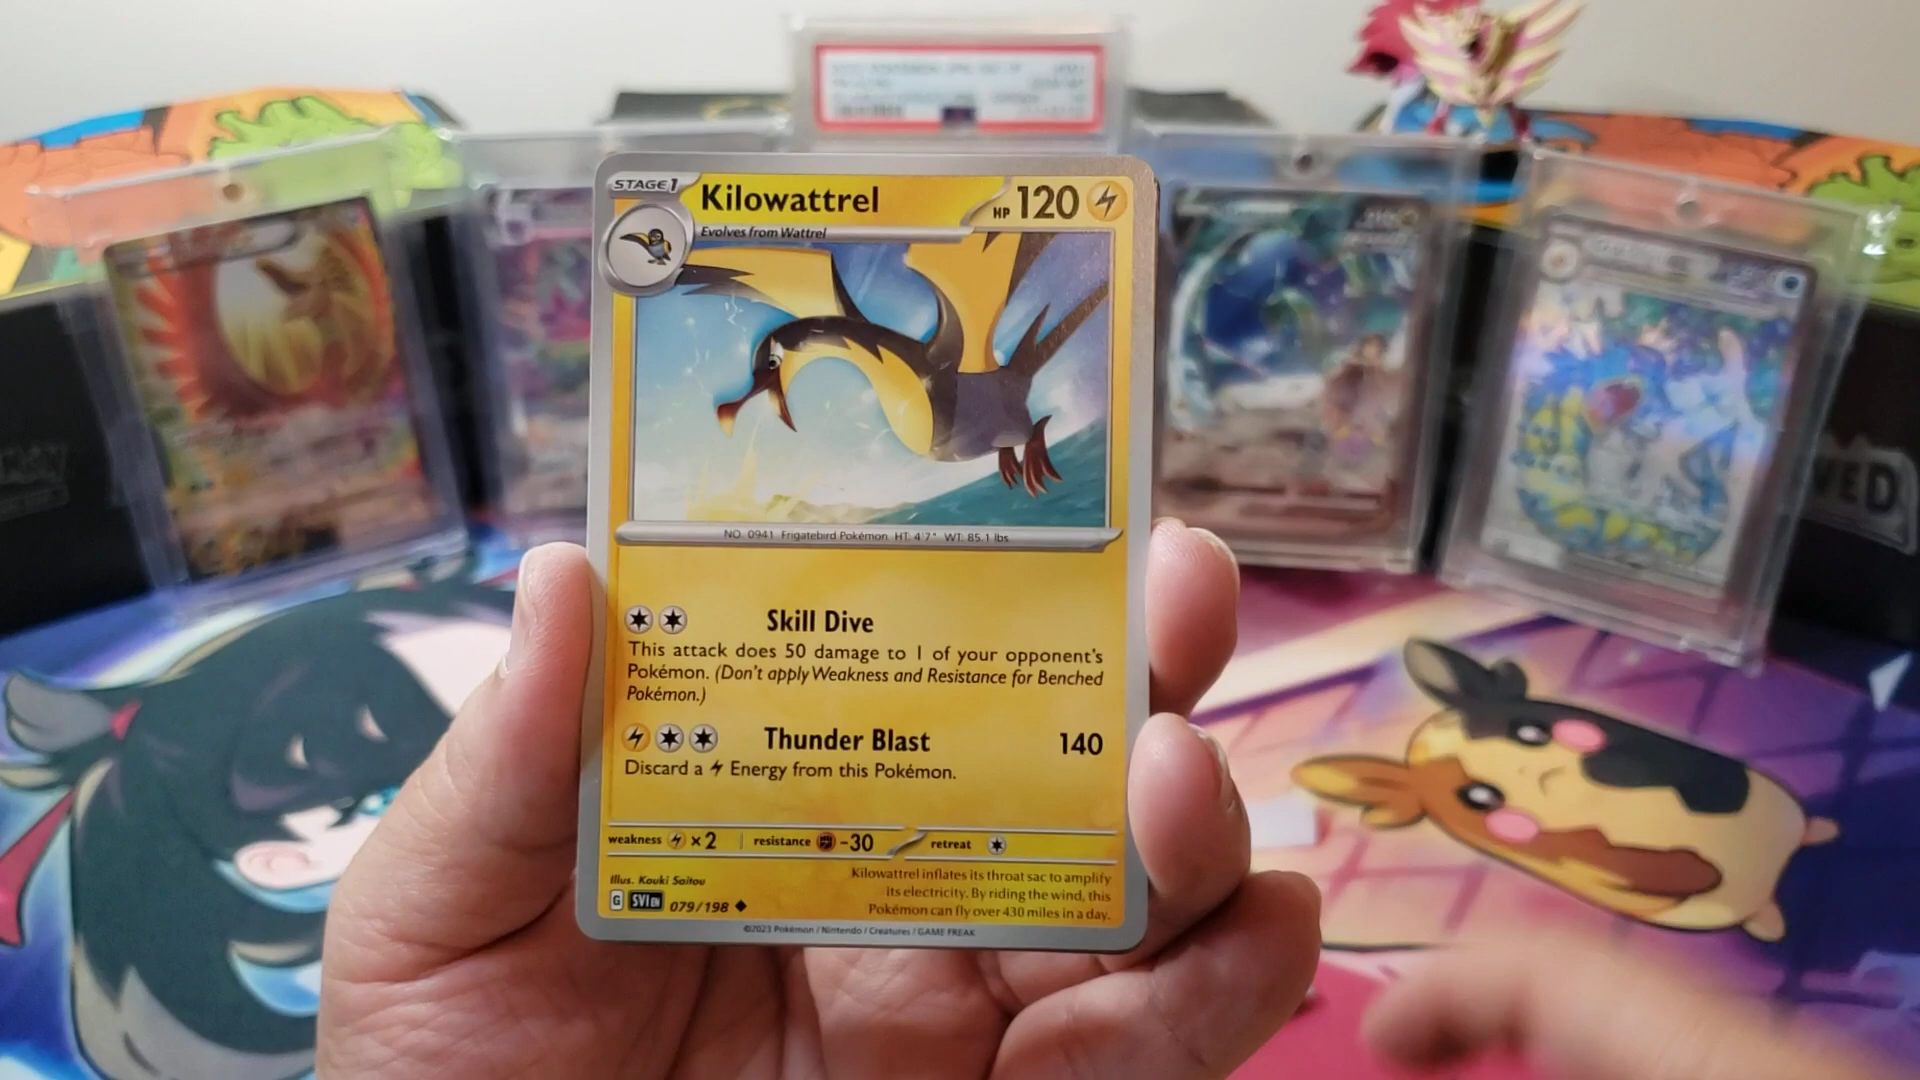 STAGE 1
Kilowattrel
HP 120
Evolves from Wattrel
NO. 0941 Frigatebird Pokémon HT: 4'7" WT: 85.1 lbs.
Skill Dive
This attack does 50 damage to 1 of your opponent's
Pokémon. (Don't apply Weakness and Resistance for Benched
Pokémon.)
Thunder Blast 140
Discard a Energy from this Pokémon.
weakness ×2 resistance -30 retreat
Illus. Kouki Saitou
G SVI EN 079/198
Kilowattrel inflates its throat sac to amplify
its electricity. By riding the wind, this
Pokémon can fly over 430 miles in a day.
©2023 Pokémon / Nintendo / Creatures / GAME FREAK